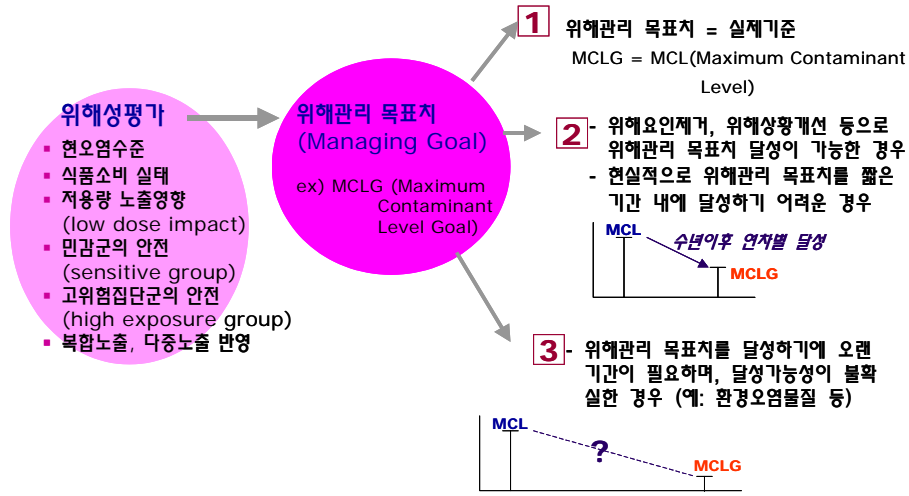 위해성평가
▪ 현오염수준
▪ 식품소비 실태
▪ 저용량 노출영향
(low dose impact)
▪ 민감군의 안전
(sensitive group)
▪ 고위험집단군의 안전
(high exposure group)
▪ 복합노출, 다중노출 반영
위해관리 목표치
(Managing Goal)
ex) MCLG (Maximum
Contaminant
Level Goal)
1
위해관리 목표치 = 실제기준
MCLG = MCL(Maximum Contaminant
Level)
2
- 위해요인제거, 위해상황개선 등으로
위해관리 목표치 달성이 가능한 경우
- 현실적으로 위해관리 목표치를 짧은
기간 내에 달성하기 어려운 경우
MCL
수년이후 연차별 달성
MCLG
3
- 위해관리 목표치를 달성하기에 오랜
기간이 필요하며, 달성가능성이 불확
실한 경우 (예: 환경오염물질 등)
MCL
?
MCLG